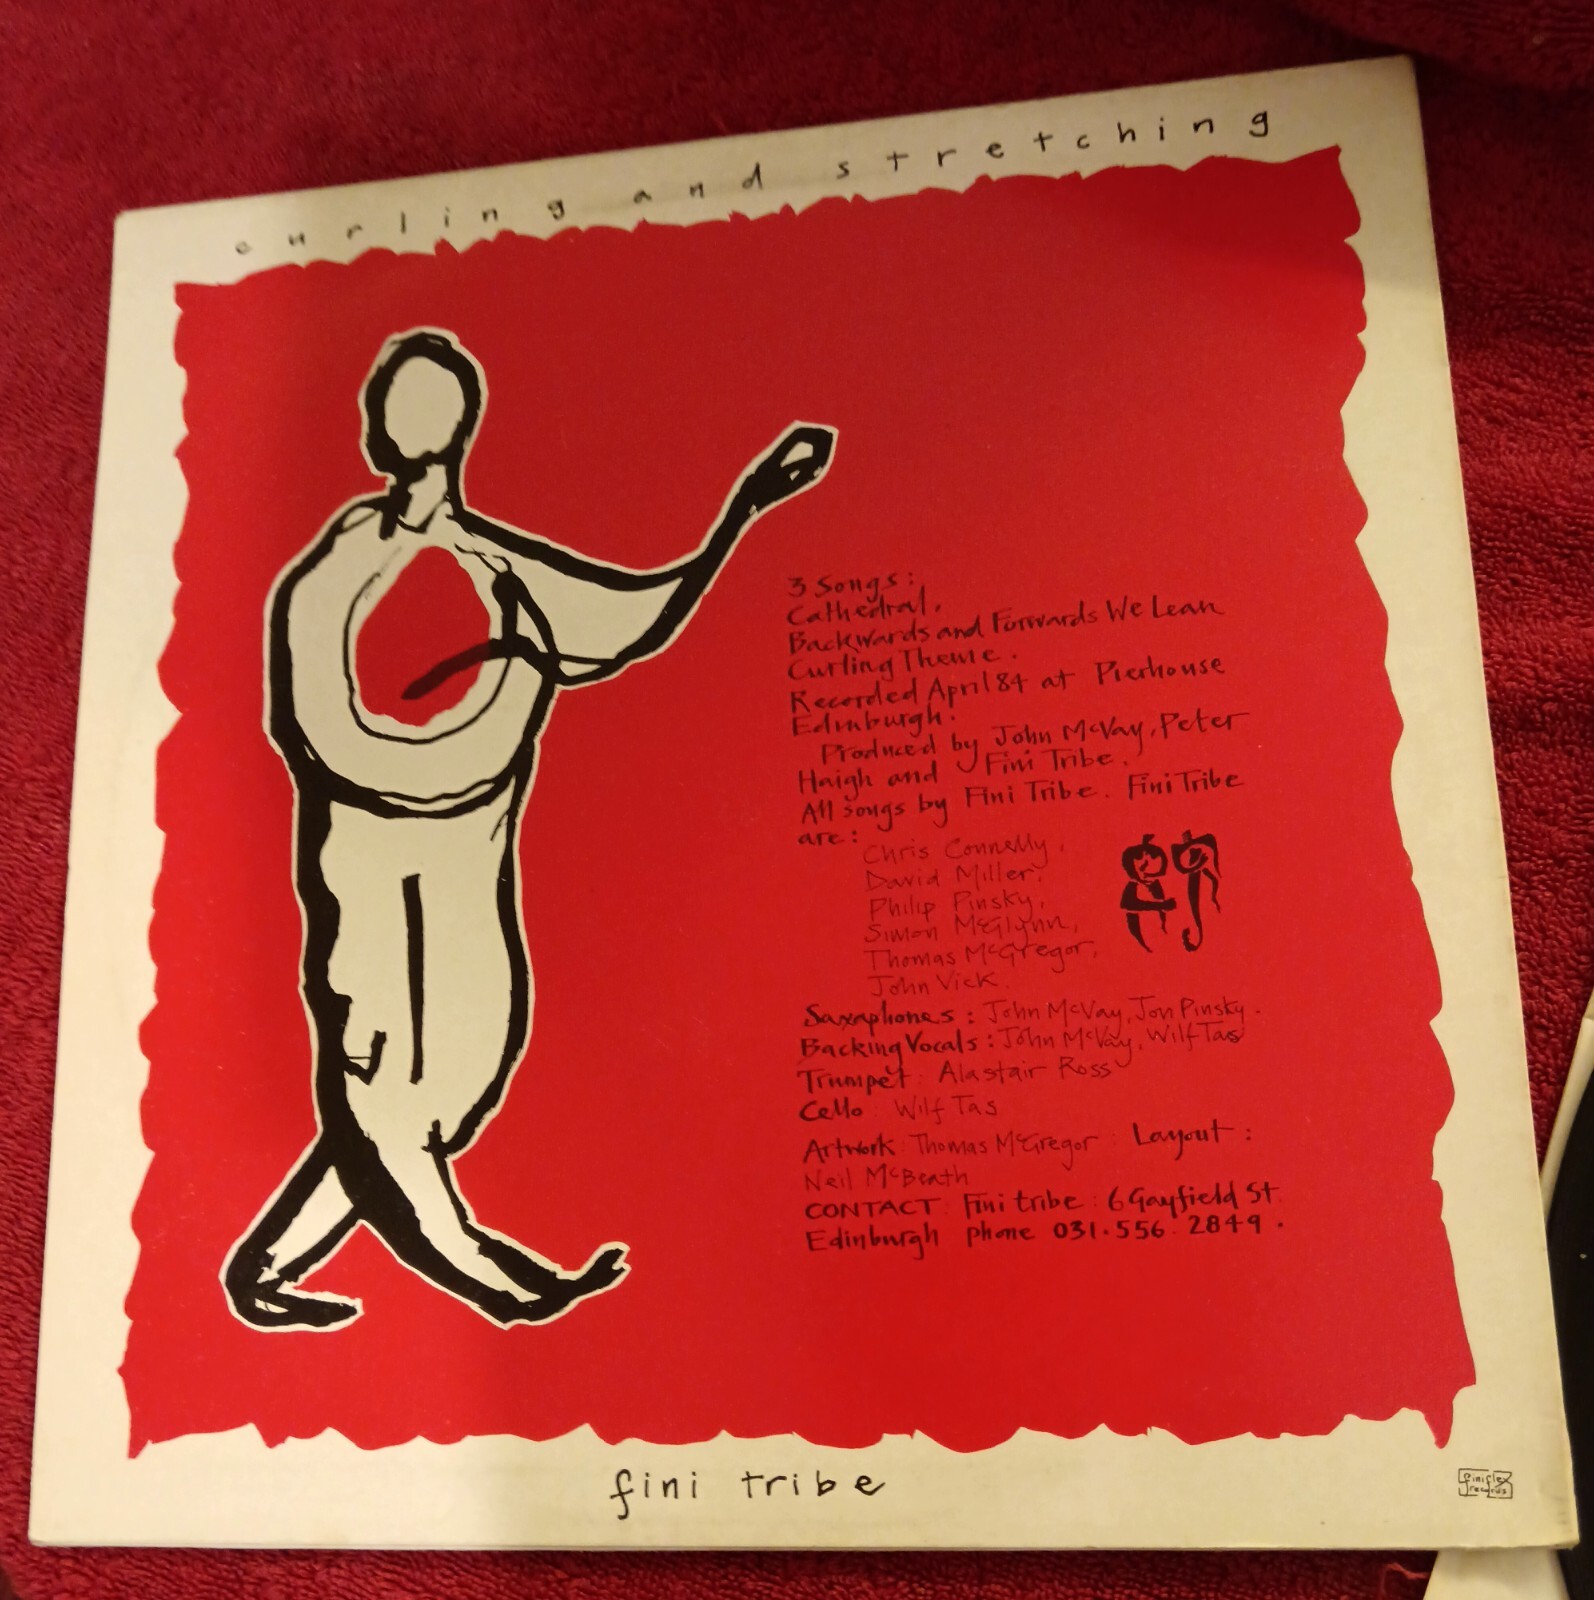 curling and stretching
3 Songs:
Cathedral,
Backwards and Forwards We Lean
Curling Theme.
Recorded April 84 at Pierhouse
Edinburgh.
Produced by John McVay, Peter
Haigh and Fini Tribe.
All songs by Fini Tribe. Fini Tribe
are:
Chris Connelly,
David Miller,
Philip Pinsky,
Simon McGlynn,
Thomas McGregor,
John Vick.
Saxaphones: John McVay, Jon Pinsky.
Backing Vocals: John McVay, Wilf Tas
Trumpet: Alastair Ross
Cello: Wilf Tas
Artwork: Thomas McGregor: Layout:
Neil McBeath
CONTACT: Fini tribe: 6 Gayfield St
Edinburgh phone 031.556.2849.
fini tribe
finiflex
records